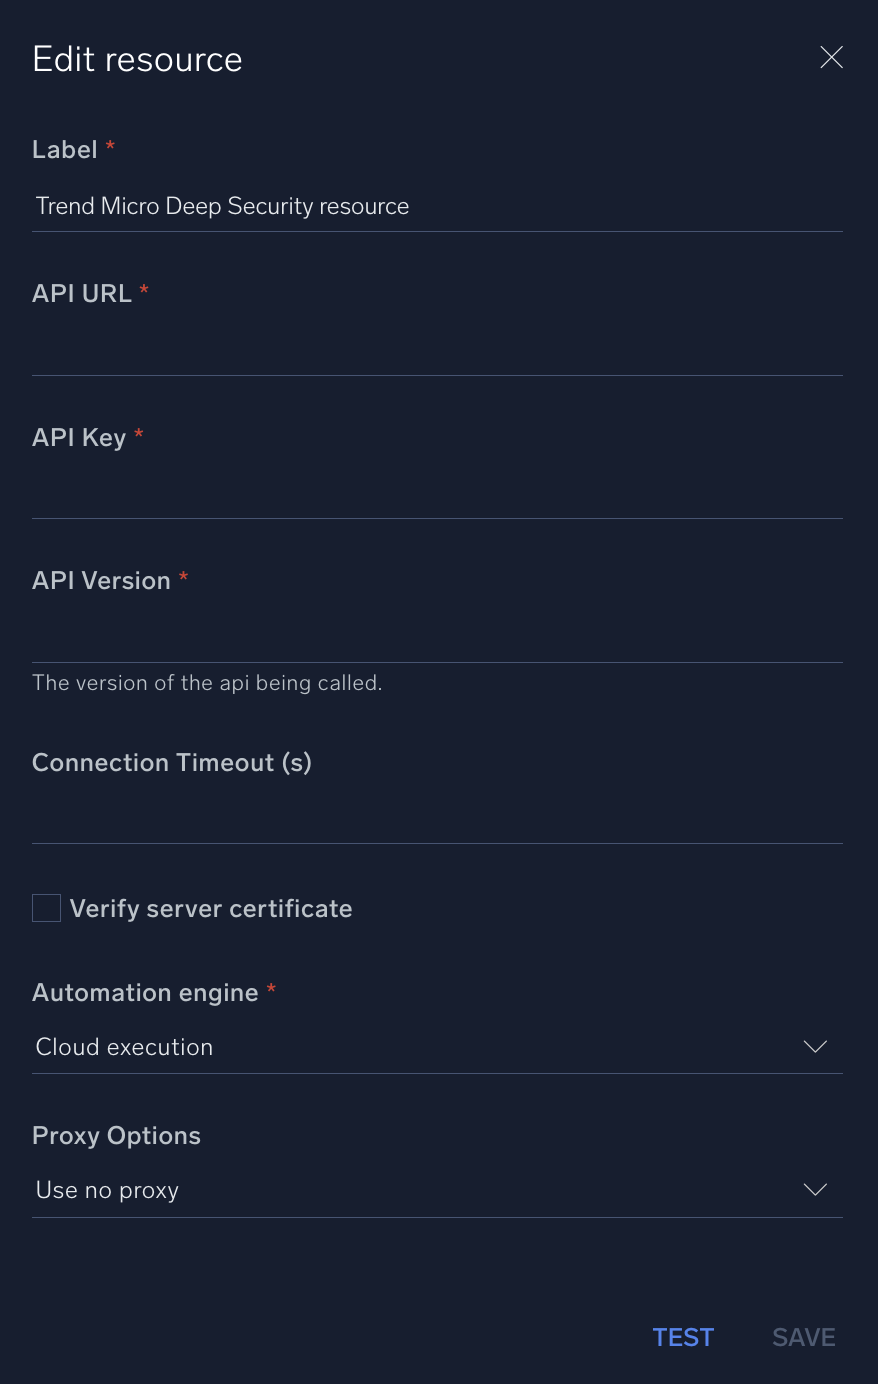 Edit resource
Label *
Trend Micro Deep Security resource
API URL *
API Key *
API Version *
The version of the api being called.
Connection Timeout (s)
Verify server certificate
Automation engine *
Cloud execution
Proxy Options
Use no proxy
TEST SAVE